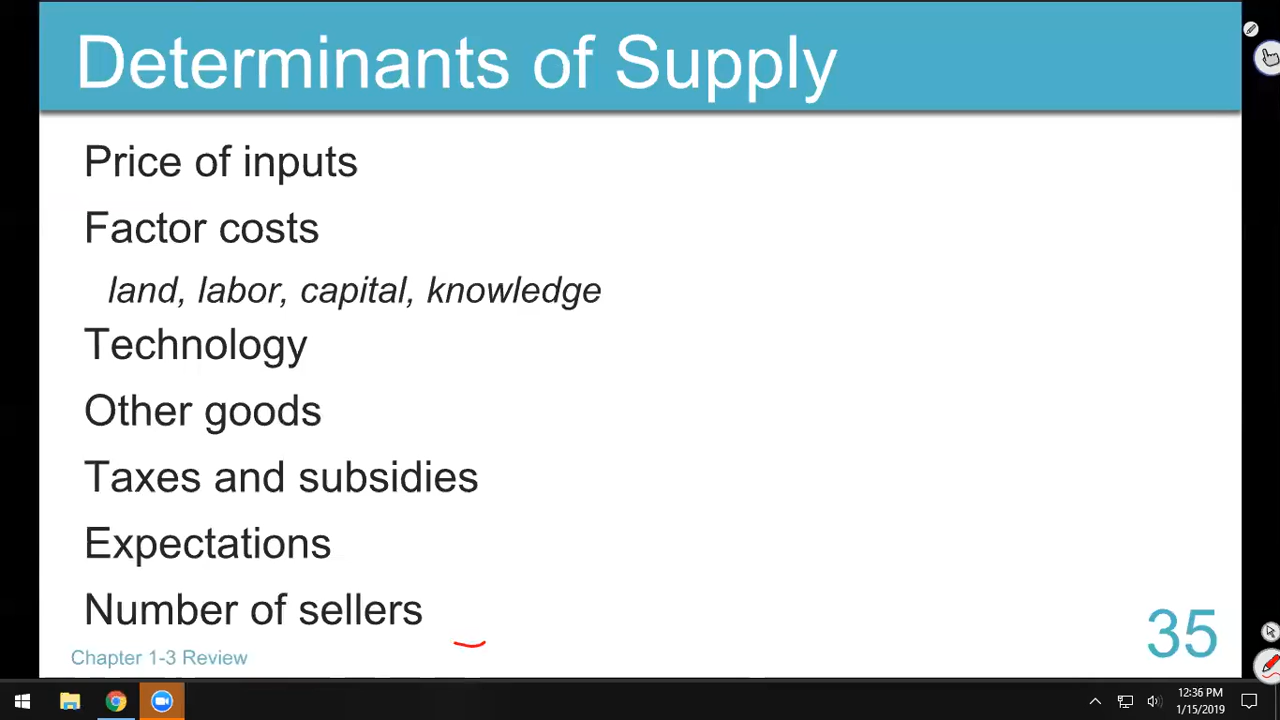 Determinants of Supply
Price of inputs
Factor costs
land, labor, capital, knowledge
Technology
Other goods
Taxes and subsidies
Expectations
Number of sellers
35
Chapter 1-3 Review
12:36 PM
1/15/2019